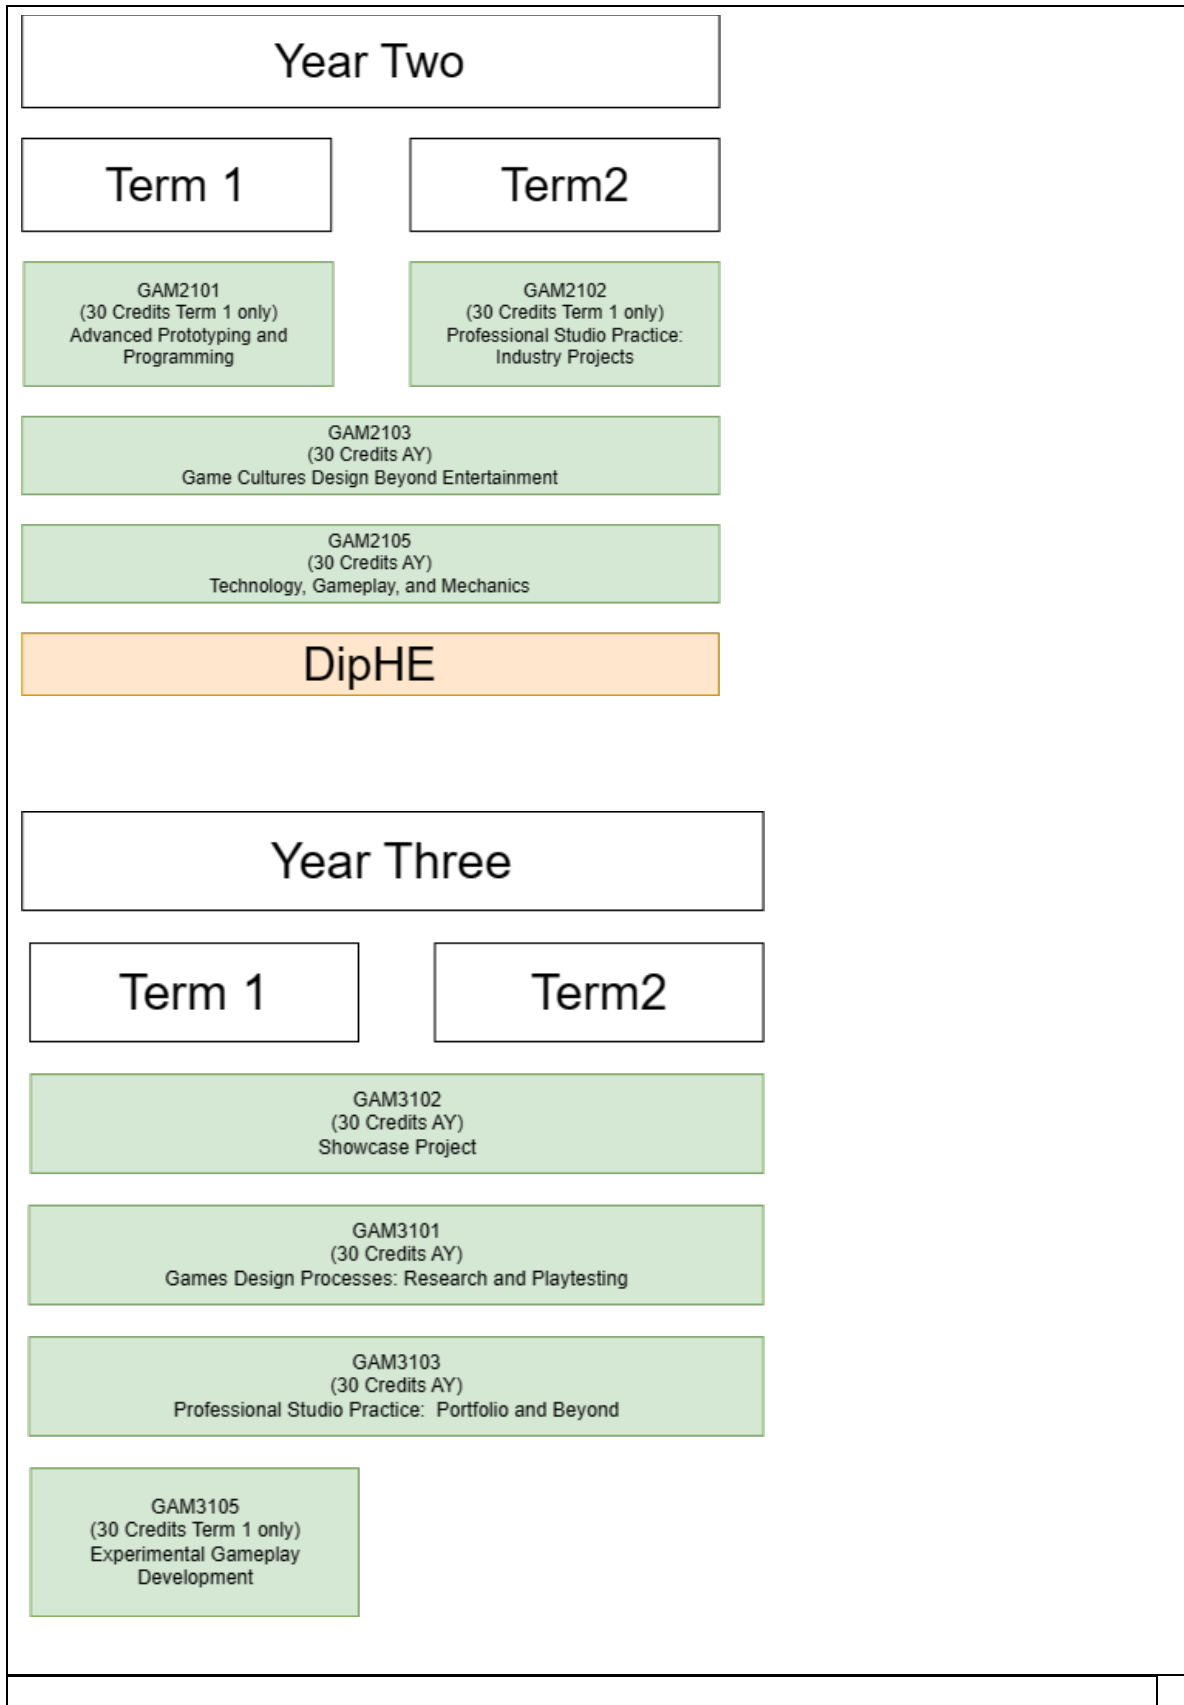 Year Two
Term 1
Term2
GAM2101
(30 Credits Term 1 only)
Advanced Prototyping and
Programming
GAM2102
(30 Credits Term 1 only)
Professional Studio Practice:
Industry Projects
GAM2103
(30 Credits AY)
Game Cultures Design Beyond Entertainment
GAM2105
(30 Credits AY)
Technology, Gameplay, and Mechanics
DipHE
Year Three
Term 1
Term2
GAM3102
(30 Credits AY)
Showcase Project
GAM3101
(30 Credits AY)
Games Design Processes: Research and Playtesting
GAM3103
(30 Credits AY)
Professional Studio Practice:  Portfolio and Beyond
GAM3105
(30 Credits Term 1 only)
Experimental Gameplay
Development